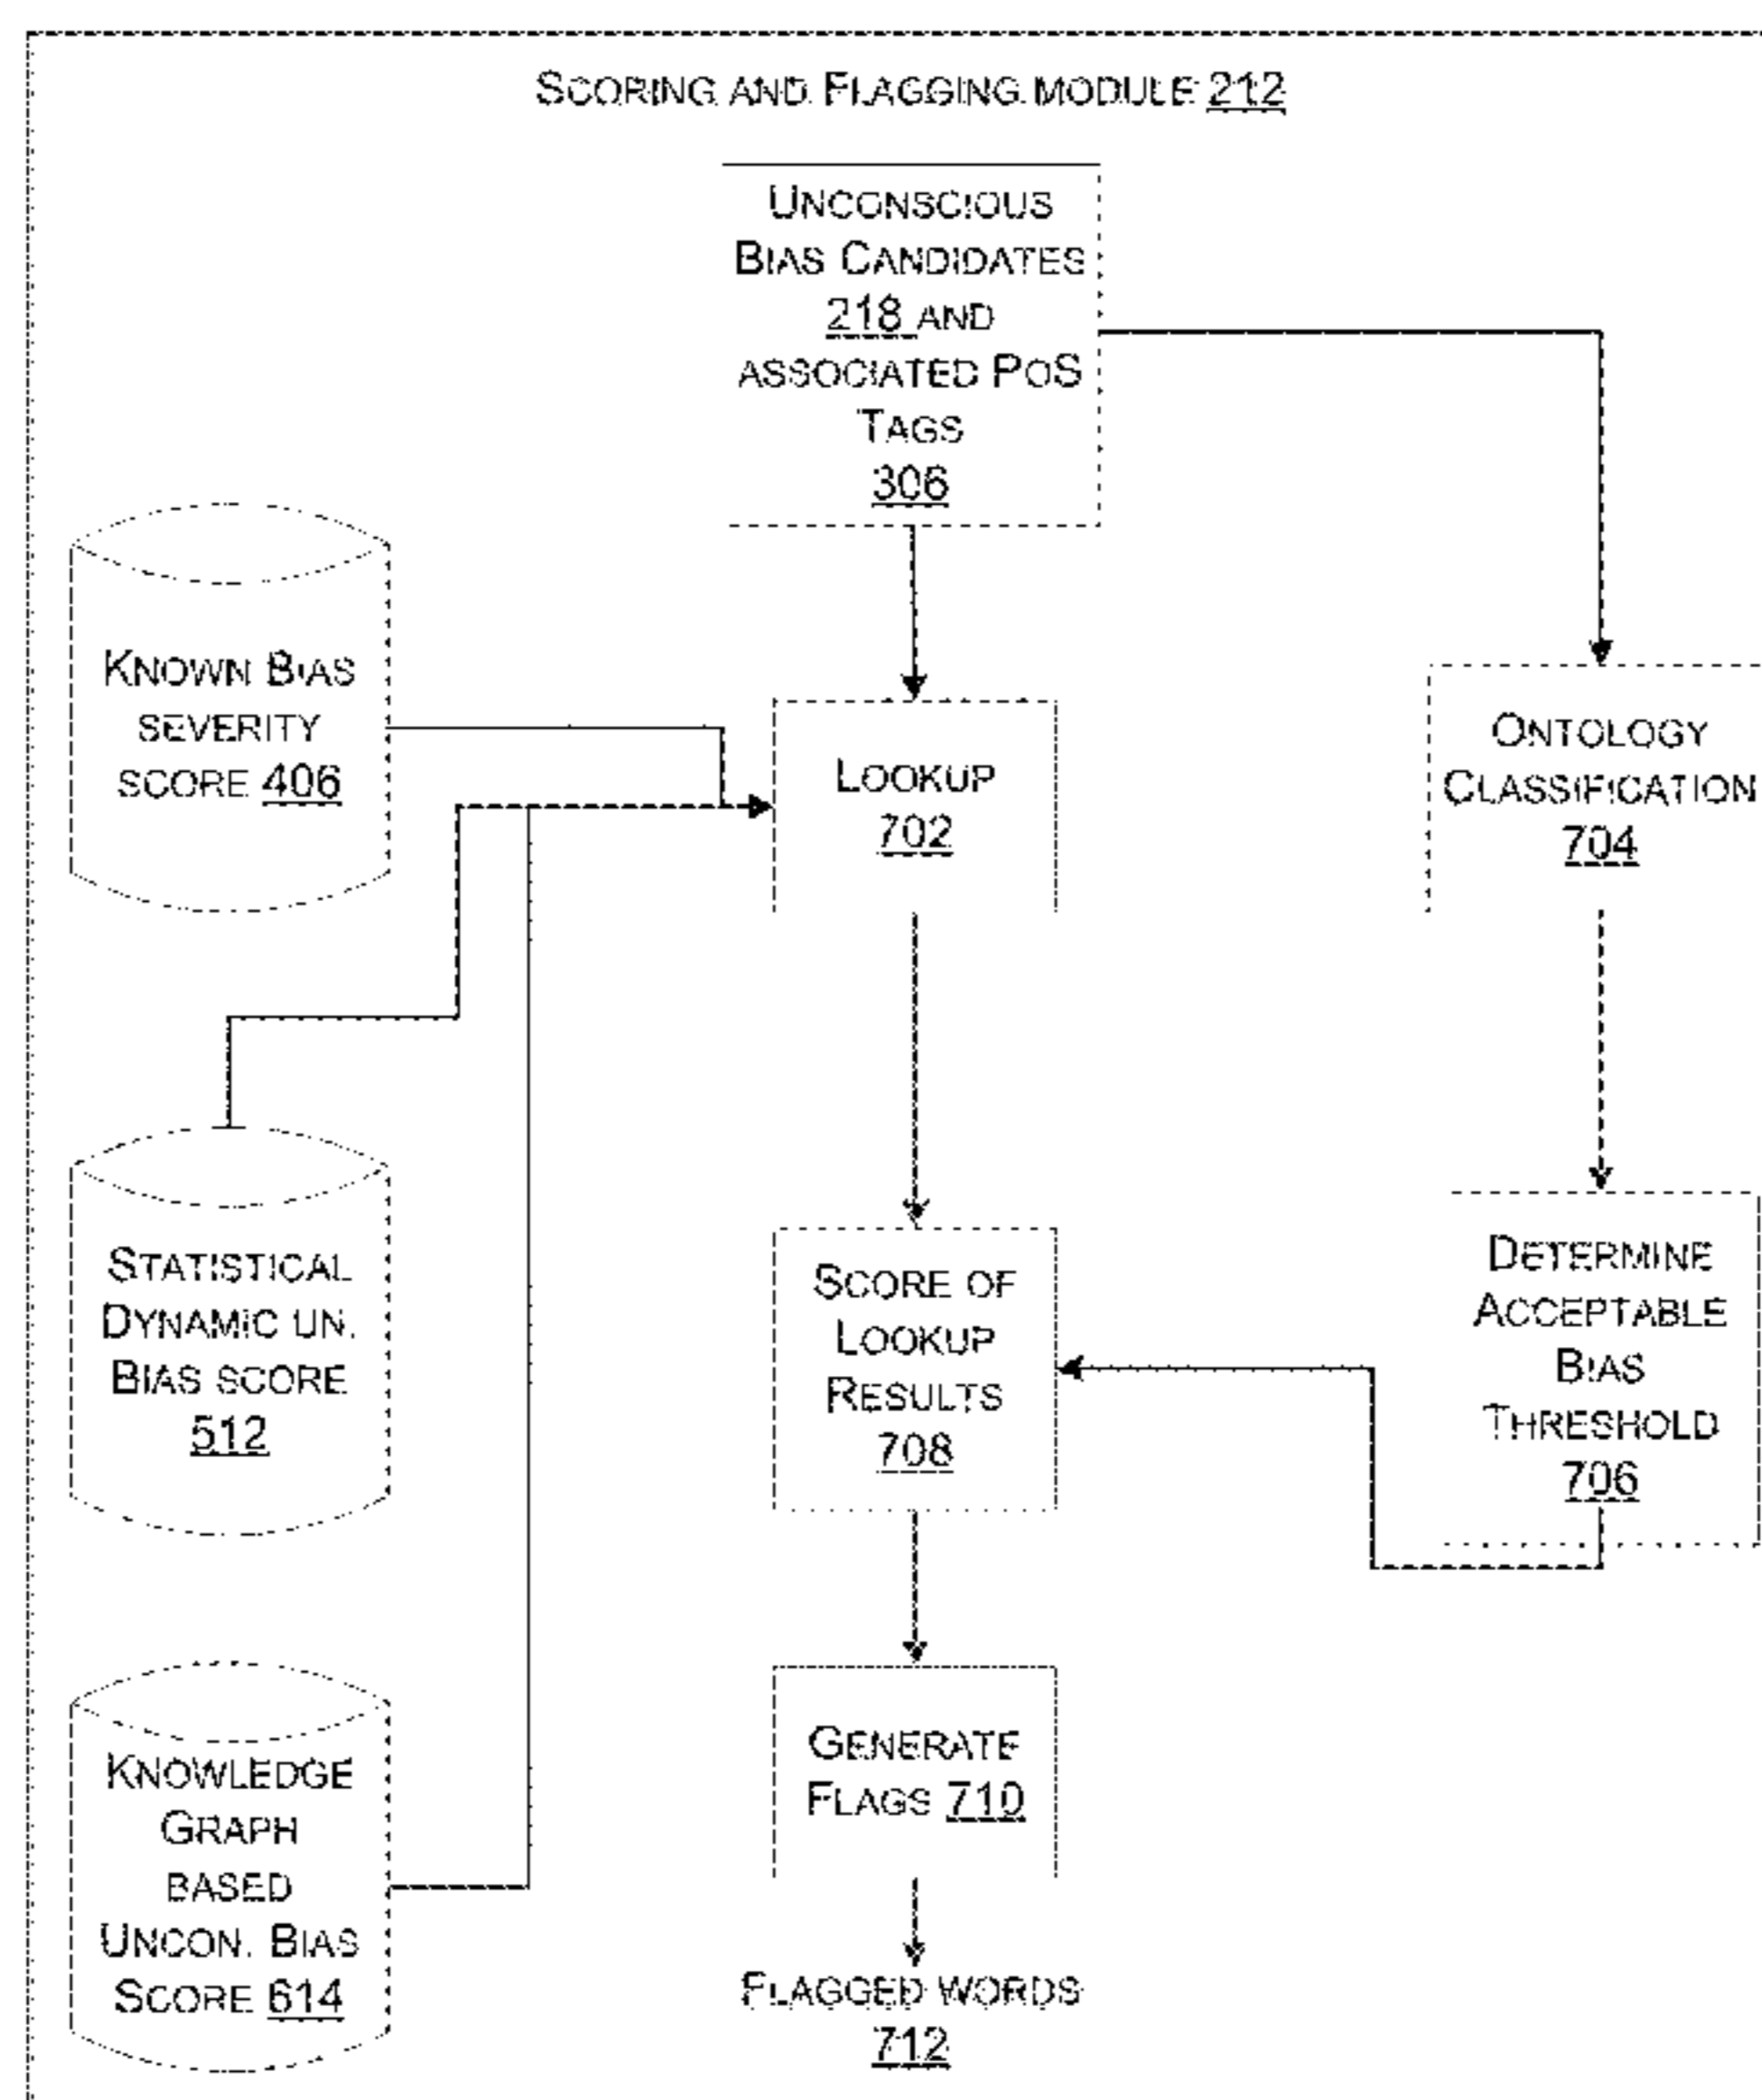 SCORING AND FLAGGING MODULE 212
UNCONSCIOUS
BIAS CANDIDATES
218 AND
ASSOCIATED POS
TAGS
306
KNOWN BIAS
SEVERITY
SCORE 406
LOOKUP
702
ONTOLOGY
CLASSIFICATION
704
STATISTICAL
DYNAMIC UN.
BIAS SCORE
512
SCORE OF
LOOKUP
RESULTS
708
DETERMINE
ACCEPTABLE
BIAS
THRESHOLD
706
KNOWLEDGE
GRAPH
BASED
UNCON. BIAS
SCORE 614
GENERATE
FLAGS 710
FLAGGED WORDS
712